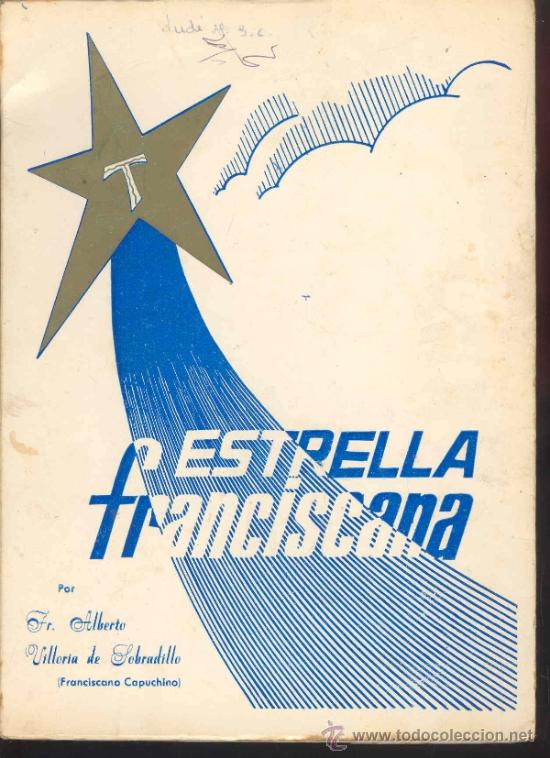 T
ESTRELLA
franciscana
Por
Fr. Alberto
Villoria de Sobradillo
(Franciscano Capuchino)
www.todocoleccion.net